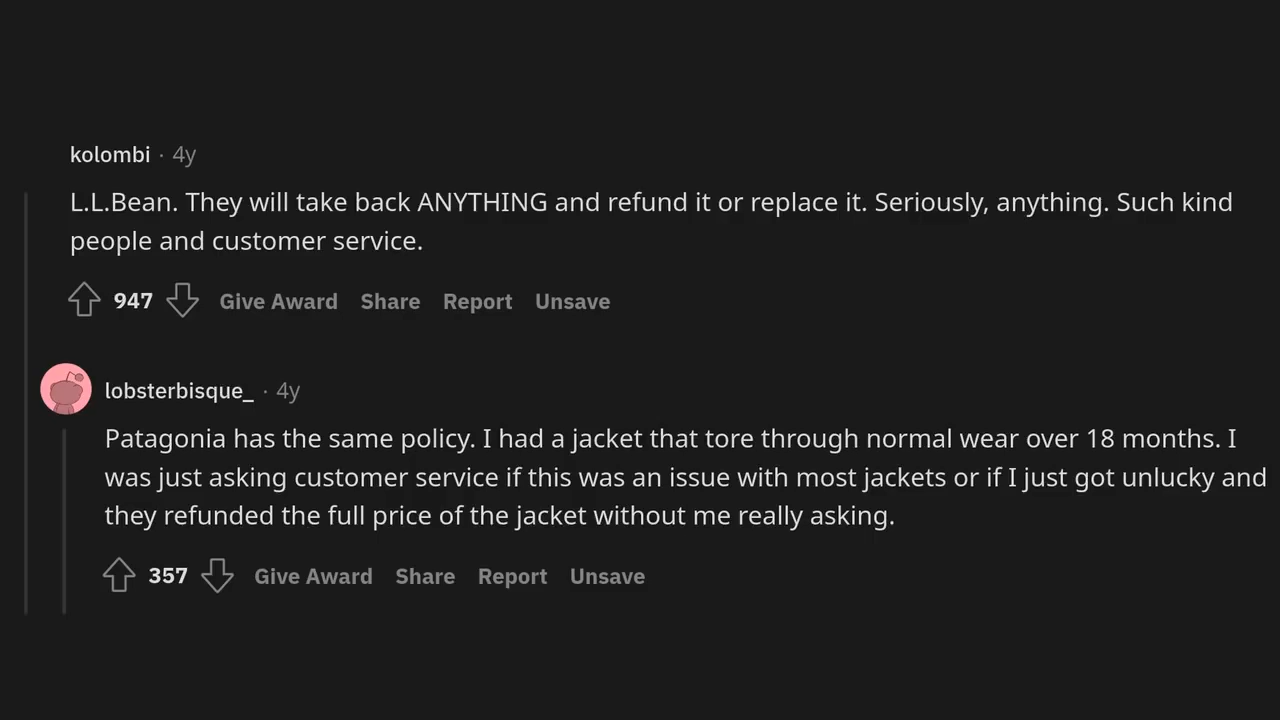 kolombi · 4y
L.L.Bean. They will take back ANYTHING and refund it or replace it. Seriously, anything. Such kind
people and customer service.
947 Give Award Share Report Unsave
lobsterbisque_ · 4y
Patagonia has the same policy. I had a jacket that tore through normal wear over 18 months. I
was just asking customer service if this was an issue with most jackets or if I just got unlucky and
they refunded the full price of the jacket without me really asking.
357 Give Award Share Report Unsave